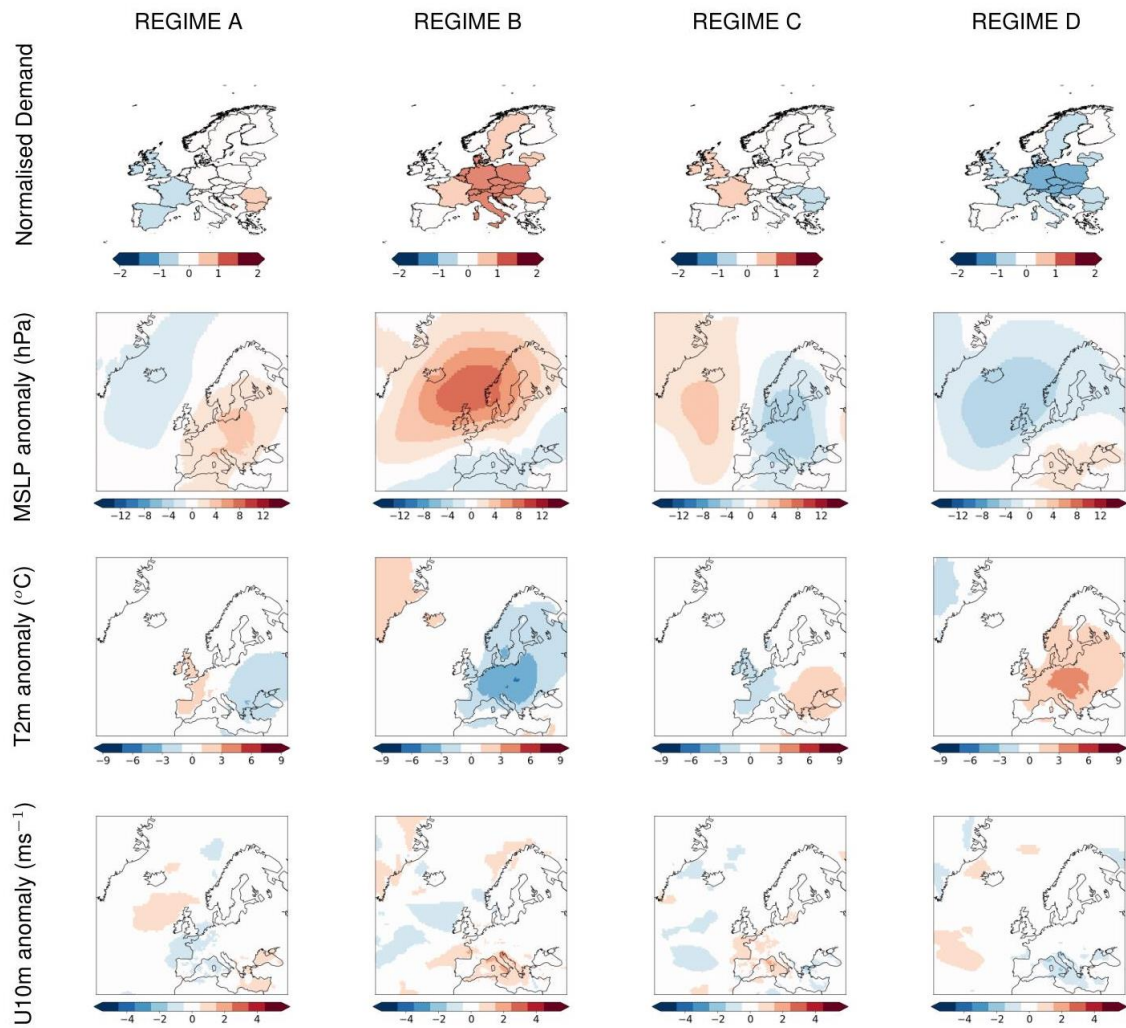 REGIME A REGIME B REGIME C REGIME D
Normalised Demand
−2 −1 0 1 2 −2 −1 0 1 2 −2 −1 0 1 2 −2 −1 0 1 2
MSLP anomaly (hPa)
−12 −8 −4 0 4 8 12 −12 −8 −4 0 4 8 12 −12 −8 −4 0 4 8 12 −12 −8 −4 0 4 8 12
T2m anomaly (°C)
−9 −6 −3 0 3 6 9 −9 −6 −3 0 3 6 9 −9 −6 −3 0 3 6 9 −9 −6 −3 0 3 6 9
U10m anomaly (ms⁻¹)
−4 −2 0 2 4 −4 −2 0 2 4 −4 −2 0 2 4 −4 −2 0 2 4